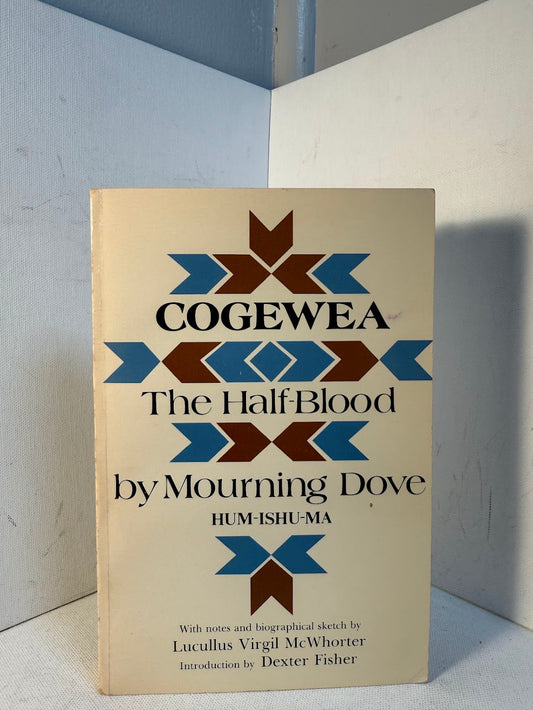 COGEWEA
The Half-Blood
by Mourning Dove
HUM-ISHU-MA
With notes and biographical sketch by
Lucullus Virgil McWhorter
Introduction by Dexter Fisher